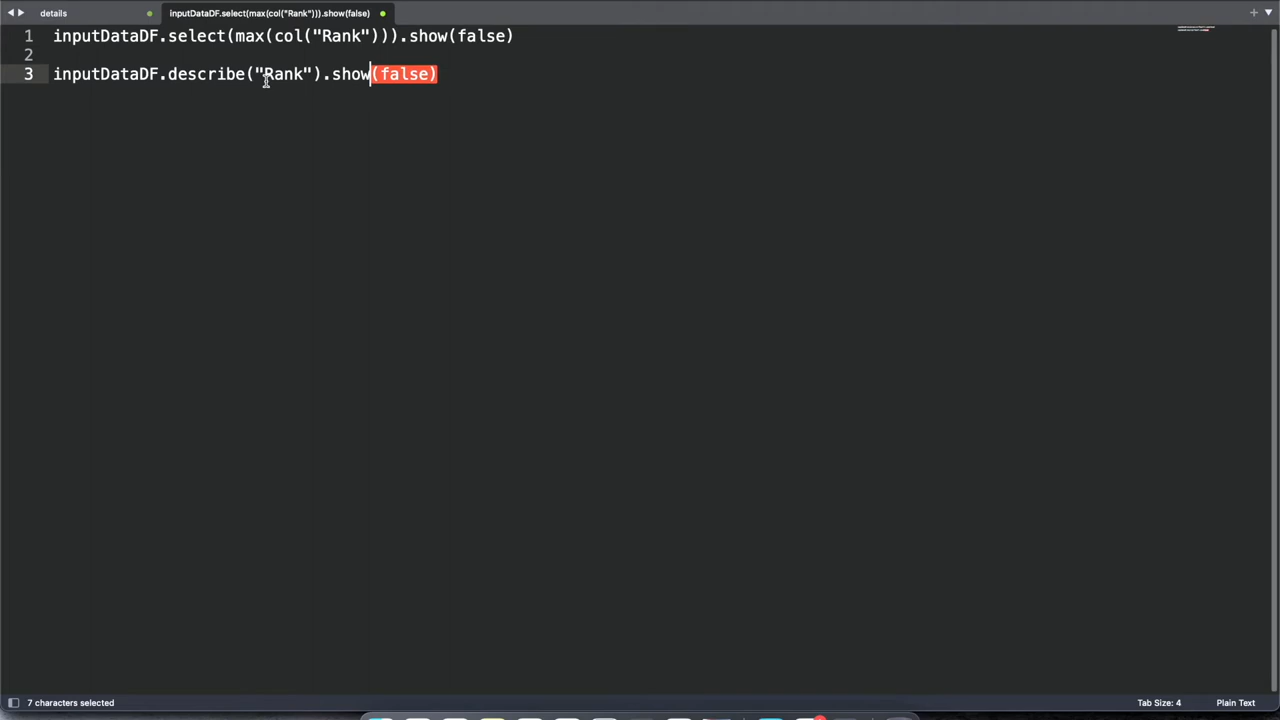 details
inputDataDF.select(max(col("Rank"))).show(false)
1 inputDataDF.select(max(col("Rank"))).show(false)
2
3 inputDataDF.describe("Rank").show(false)
7 characters selected
Tab Size: 4
Plain Text